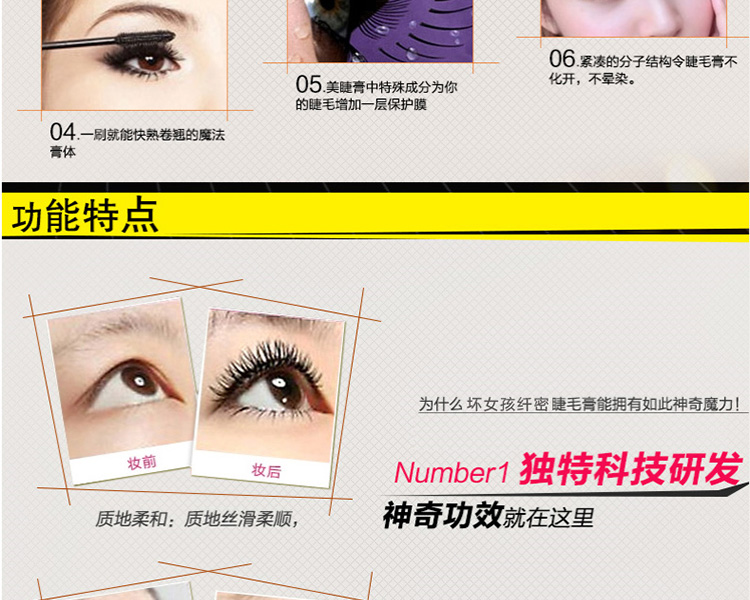 04.一刷就能快熟卷翘的魔法
膏体
05.美睫膏中特殊成分为你
的睫毛增加一层保护膜
06.紧凑的分子结构令睫毛膏不
化开，不晕染。
功能特点
妆前
妆后
质地柔和：质地丝滑柔顺，
为什么 坏女孩纤密 睫毛膏能拥有如此神奇魔力！
Number1 独特科技研发
神奇功效就在这里